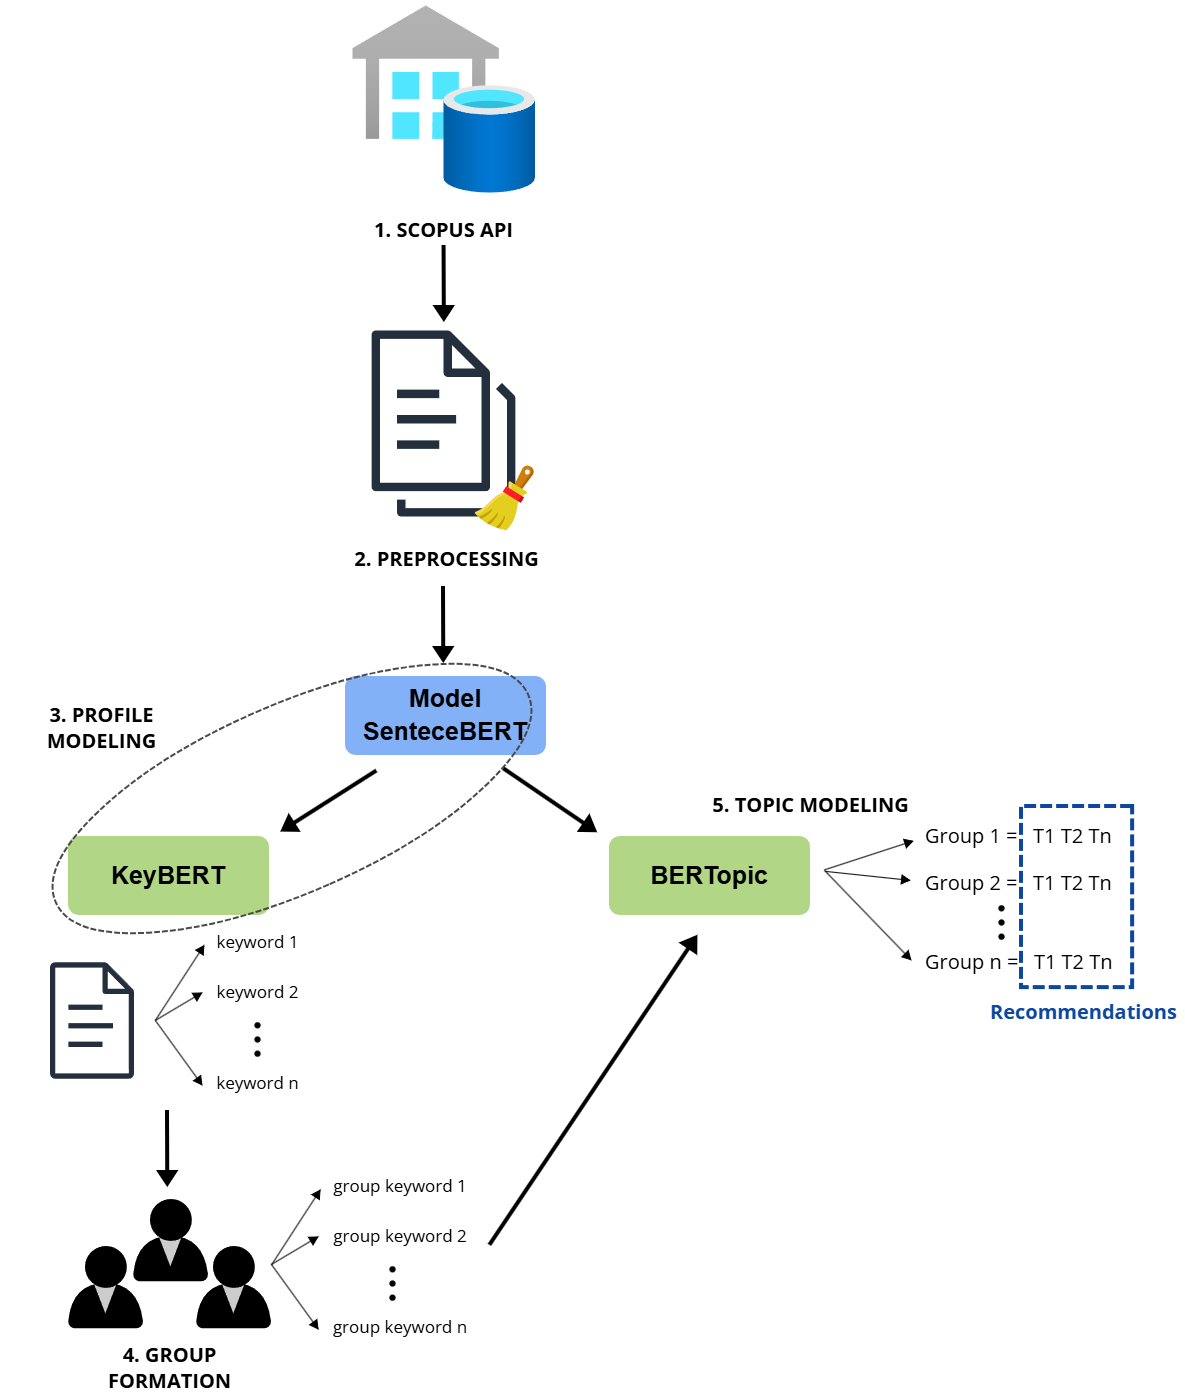 1. SCOPUS API
2. PREPROCESSING
Model
SenteceBERT
3. PROFILE
MODELING
KeyBERT
keyword 1
keyword 2
keyword n
4. GROUP
FORMATION
group keyword 1
group keyword 2
group keyword n
5. TOPIC MODELING
BERTopic
Group 1 = T1 T2 Tn
Group 2 = T1 T2 Tn
Group n = T1 T2 Tn
Recommendations